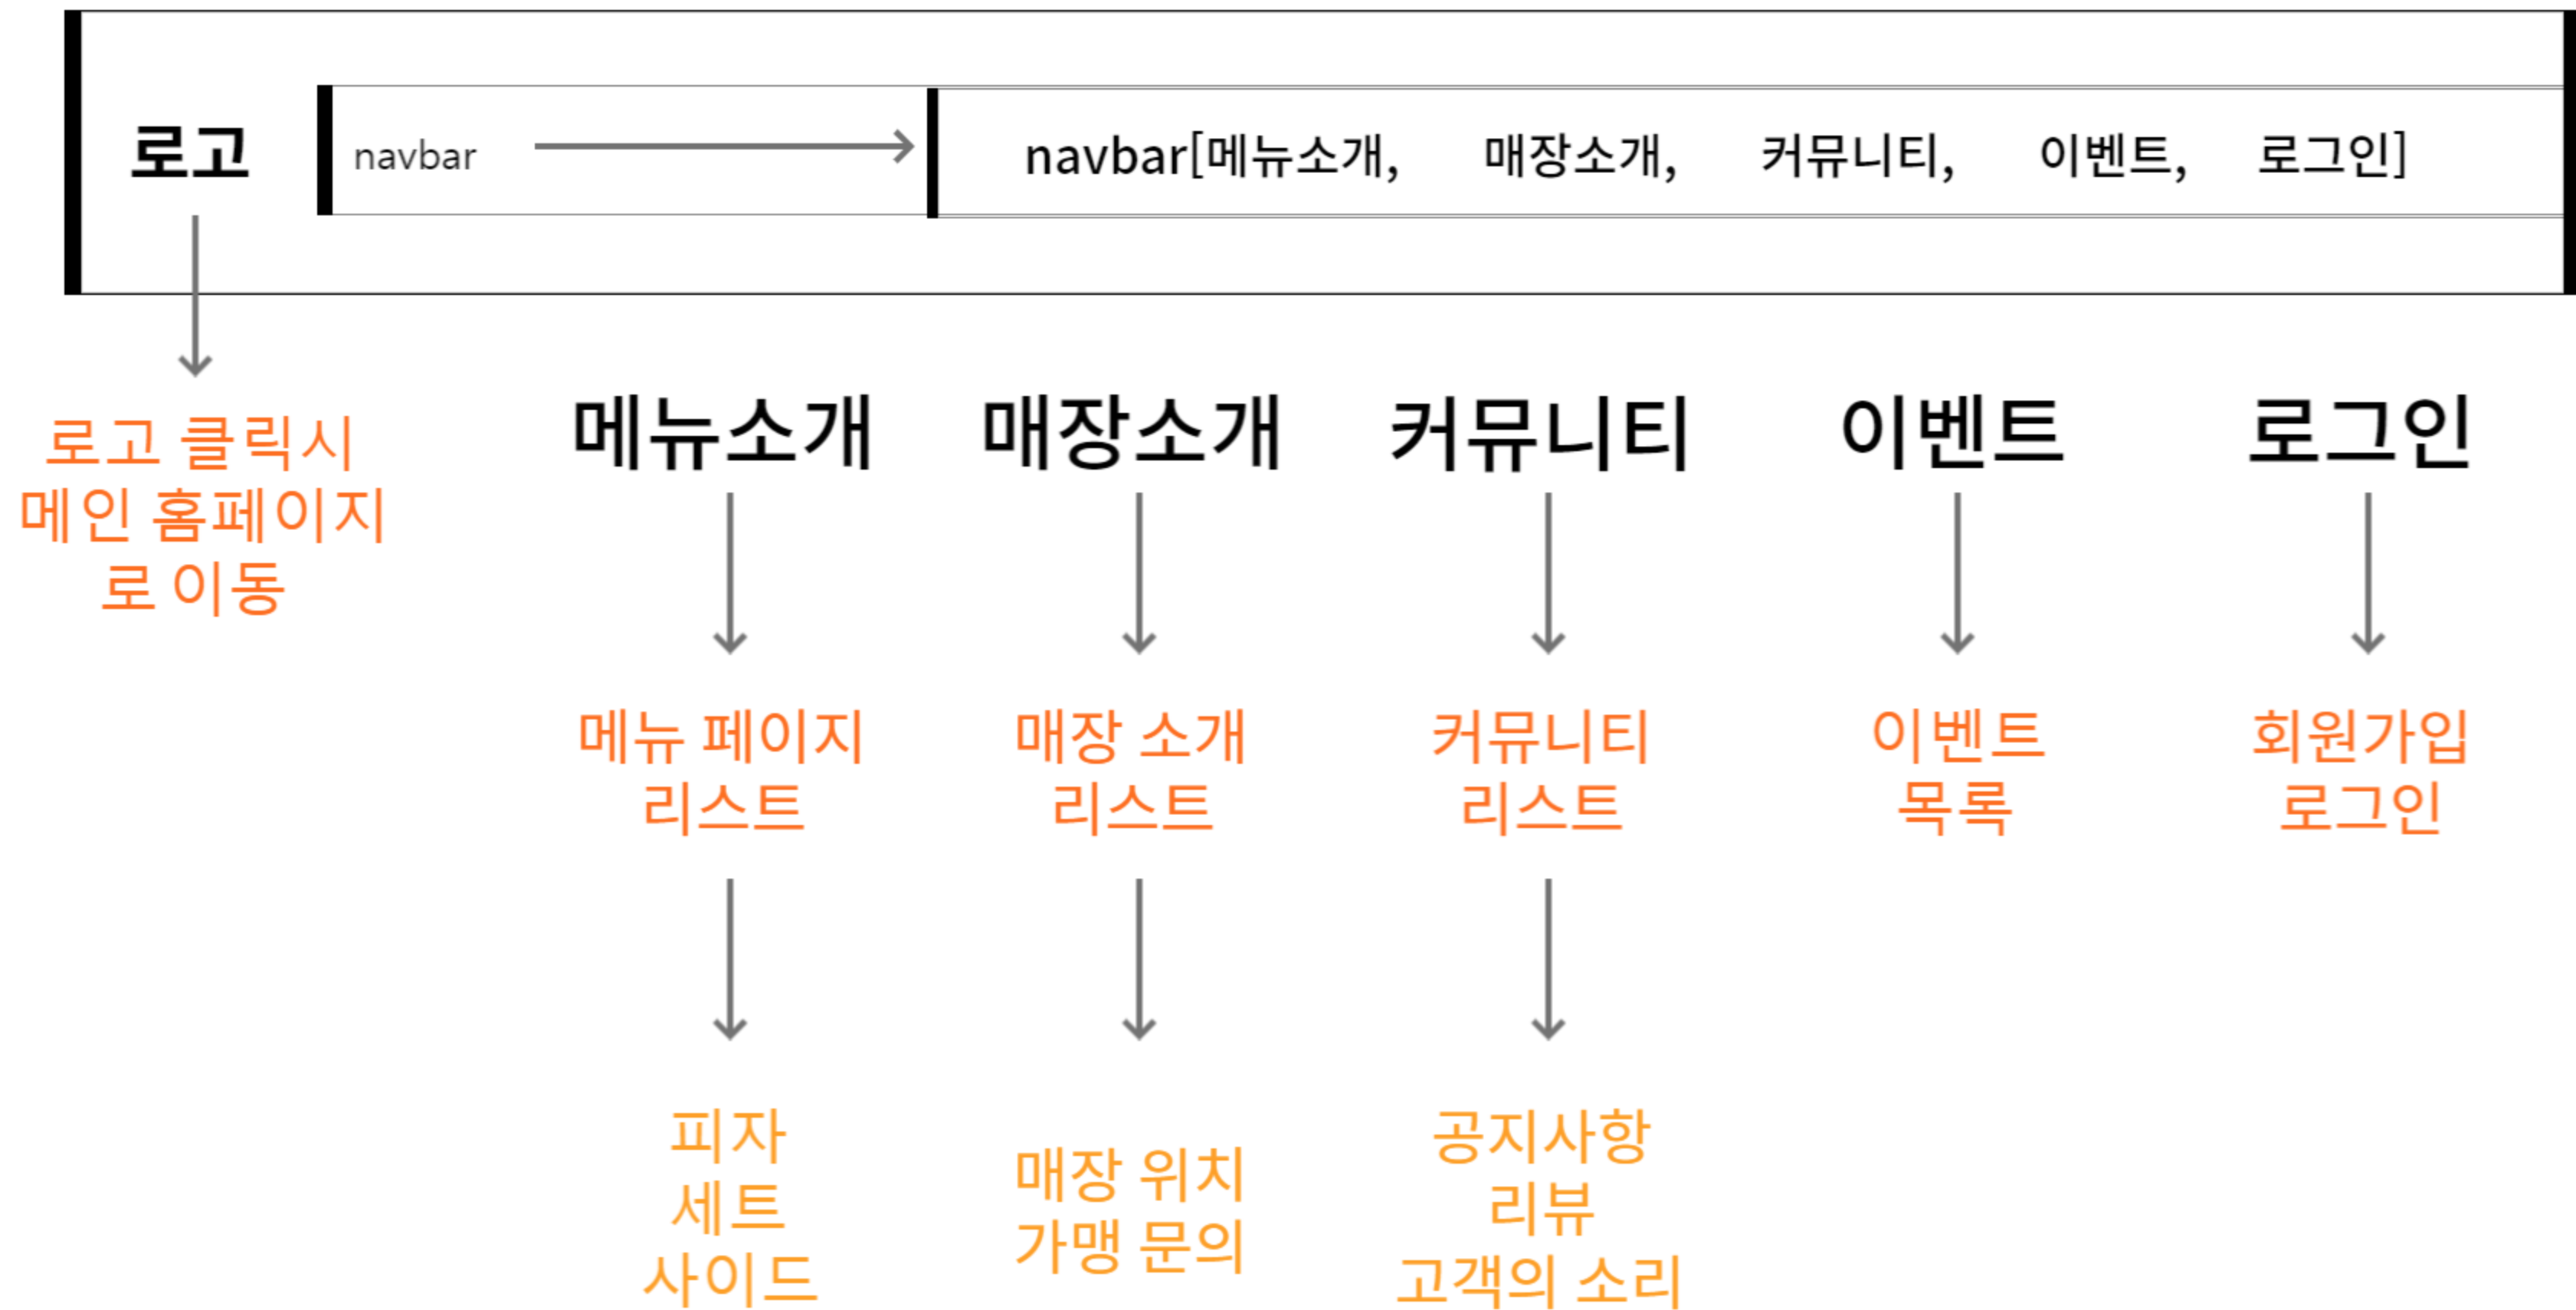 로고
navbar
navbar[메뉴소개, 매장소개, 커뮤니티, 이벤트, 로그인]
로고 클릭시
메인 홈페이지
로 이동
메뉴소개
매장소개
커뮤니티
이벤트
로그인
메뉴 페이지
리스트
매장 소개
리스트
커뮤니티
리스트
이벤트
목록
회원가입
로그인
피자
세트
사이드
매장 위치
가맹 문의
공지사항
리뷰
고객의 소리